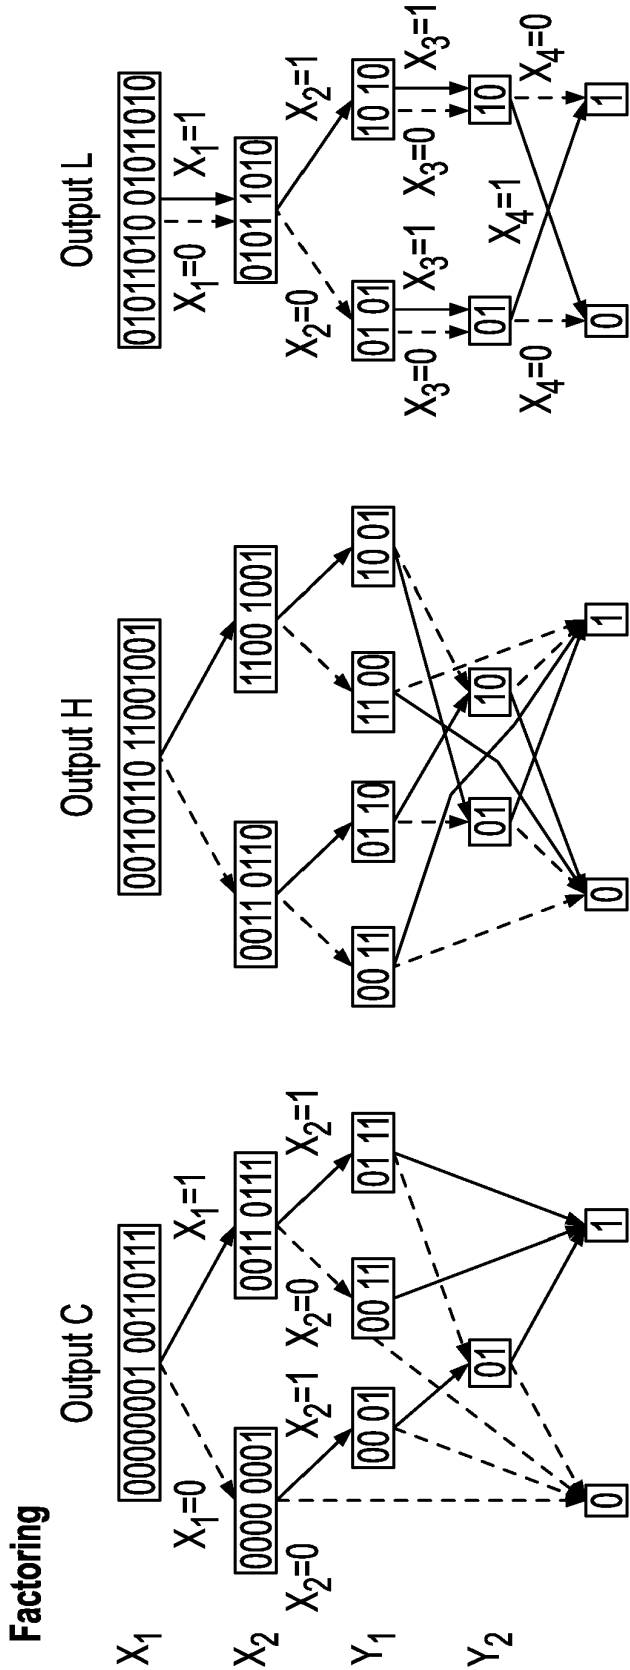 Factoring
Output C
Output H
Output L
X₁
00000001 00110111
00110110 11001001
01011010 01011010
X₁=0
X₁=1
X₁=0
X₁=1
X₂
0000 0001
0011 0111
0011 0110
1100 1001
0101 1010
X₂=0
X₂=1
X₂=0
X₂=1
X₂=0
X₂=1
Y₁
00 01
00 11
01 11
00 11
01 10
11 00
10 01
01 01
10 10
X₃=0
X₃=1
X₃=0
X₃=1
Y₂
01
01
10
01
10
X₄=0
X₄=1
X₄=0
0
1
0
1
0
1